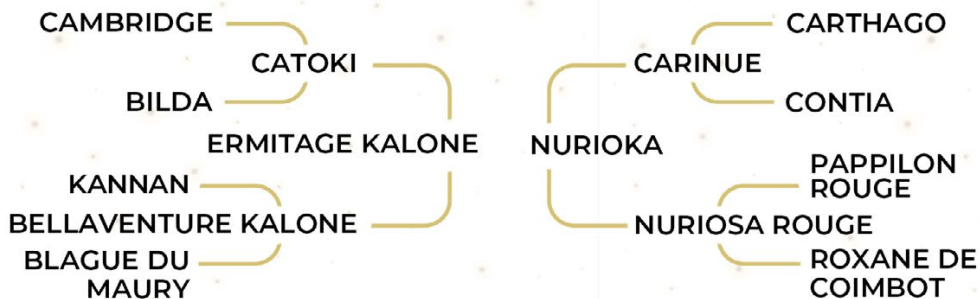 CAMBRIDGE
CATOKI
BILDA
ERMITAGE KALONE
KANNAN
BELLAVENTURE KALONE
BLAGUE DU
MAURY
CARTHAGO
CARINUE
CONTIA
NURIOKA
PAPPILON
ROUGE
NURIOSA ROUGE
ROXANE DE
COIMBOT